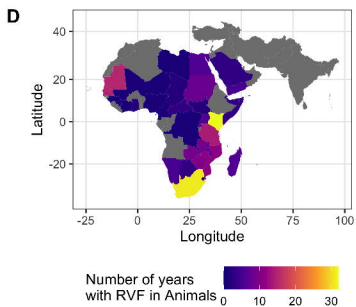 D
40
20
0
-20
Latitude
-25 0 25 50 75 100
Longitude
Number of years
with RVF in Animals
0 10 20 30